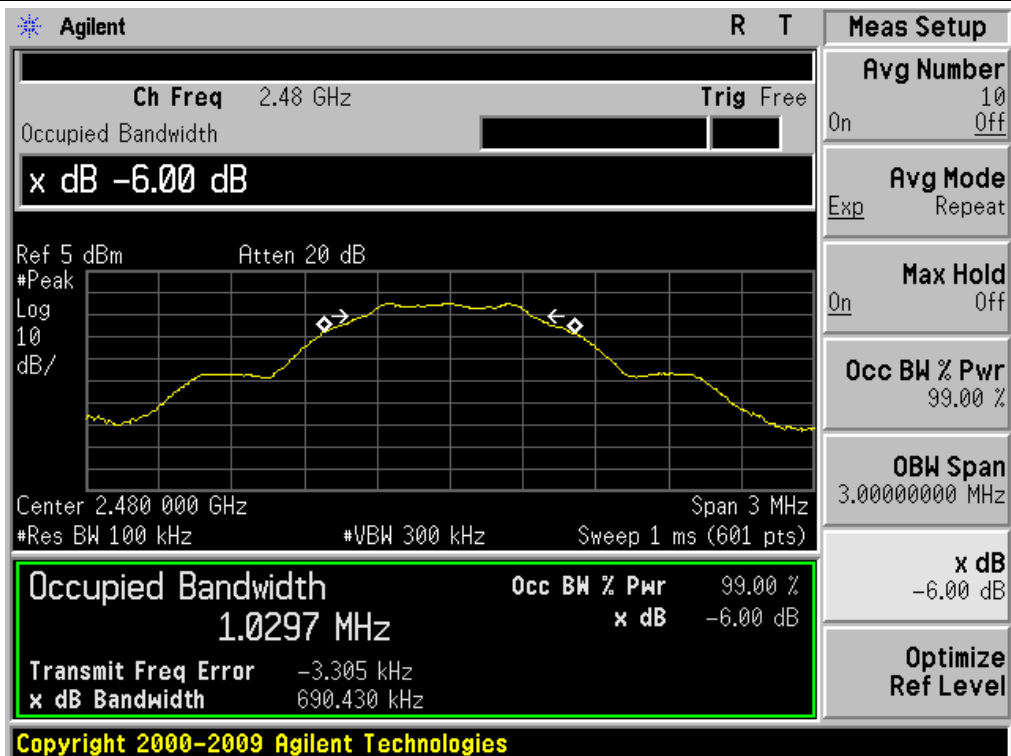 Agilent R T
Ch Freq 2.48 GHz Trig Free
Occupied Bandwidth
x dB -6.00 dB
Ref 5 dBm Atten 20 dB
#Peak
Log
10
dB/
Center 2.480 000 GHz Span 3 MHz
#Res BW 100 kHz #VBW 300 kHz Sweep 1 ms (601 pts)
Occupied Bandwidth Occ BW % Pwr 99.00 %
1.0297 MHz x dB -6.00 dB
Transmit Freq Error -3.305 kHz
x dB Bandwidth 690.430 kHz
Copyright 2000-2009 Agilent Technologies
Meas Setup
Avg Number
10
On Off
Avg Mode
Exp Repeat
Max Hold
On Off
Occ BW % Pwr
99.00 %
OBW Span
3.00000000 MHz
x dB
-6.00 dB
Optimize
Ref Level